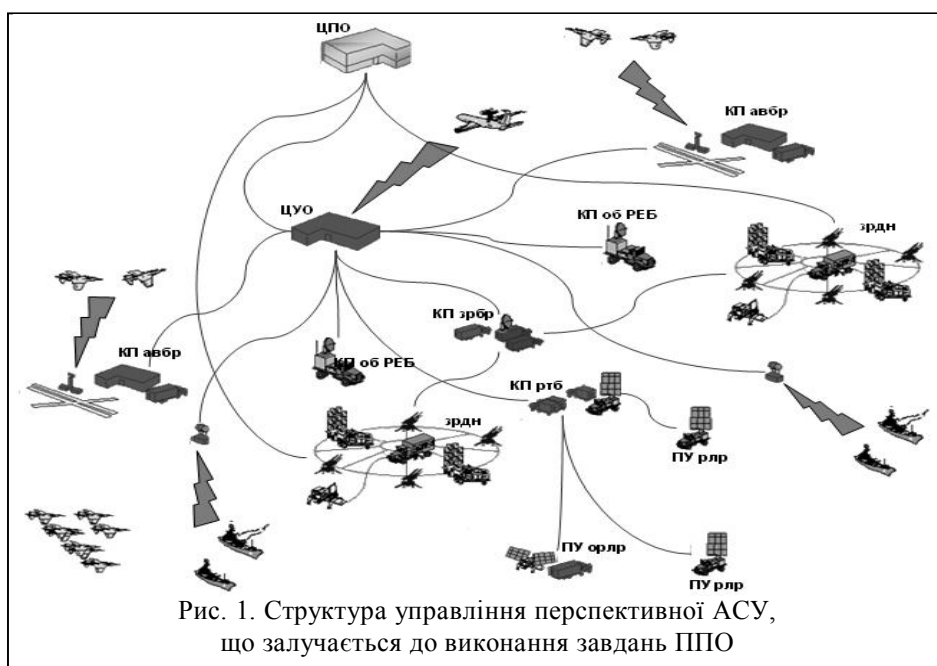 ЦПО
КП авбр
ЦУО
КП об РЕБ
зрдн
КП зрбр
КП авбр
КП об РЕБ
КП ртб
зрдн
ПУ рлр
ПУ орлр
ПУ рлр
Рис. 1. Структура управління перспективної АСУ,
що залучається до виконання завдань ППО